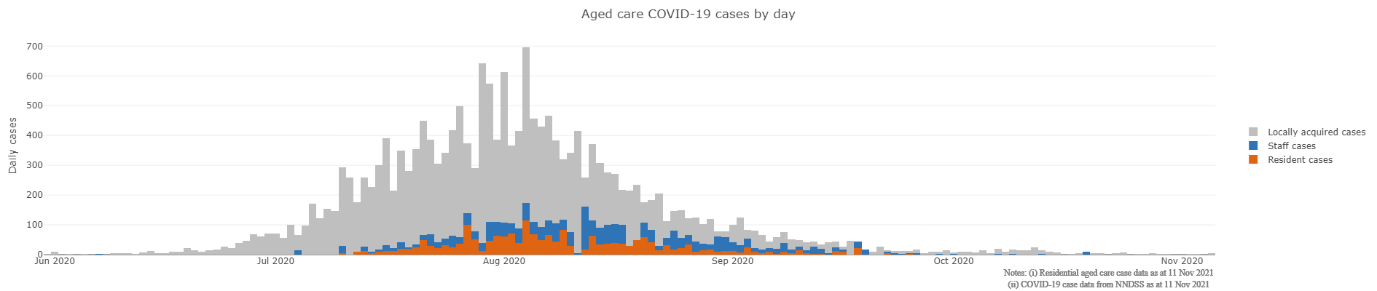 Aged care COVID-19 cases by day
700
600
500
400
300
200
100
0
Daily cases
Jun 2020 Jul 2020 Aug 2020 Sep 2020 Oct 2020 Nov 2020
Locally acquired cases
Staff cases
Resident cases
Notes: (i) Residential aged care case data as at 11 Nov 2021
(ii) COVID-19 case data from NNDSS as at 11 Nov 2021